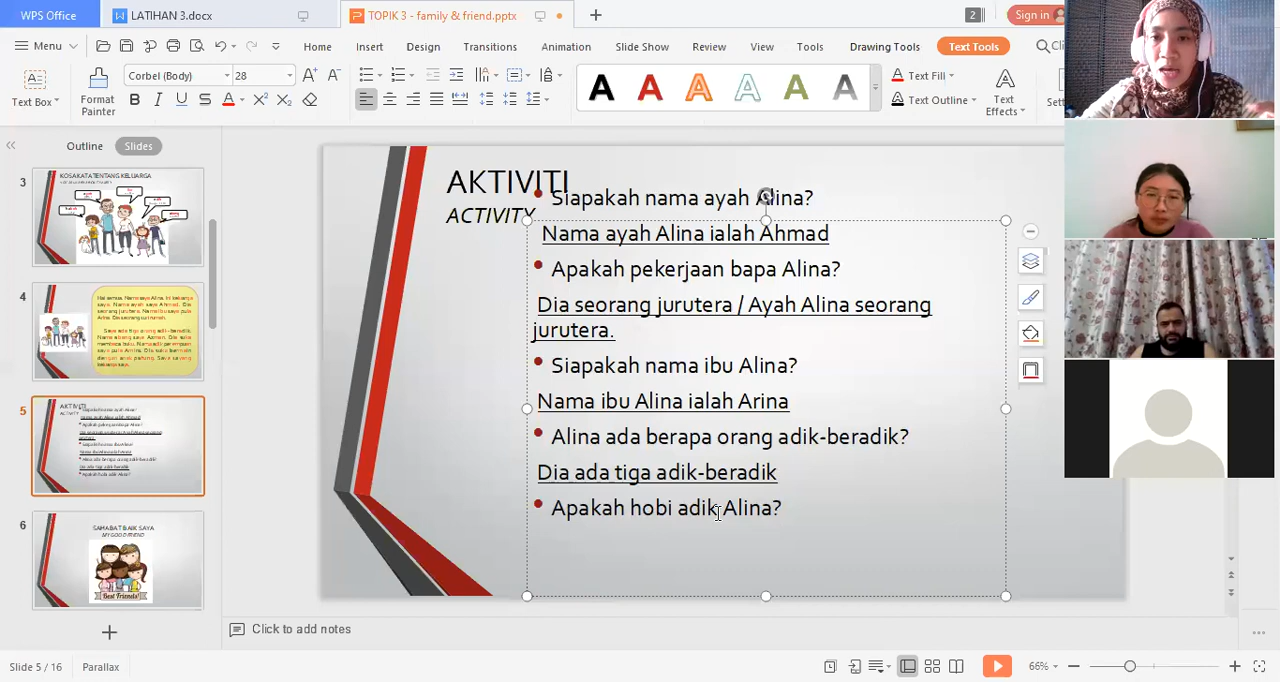 WPS Office
LATIHAN 3.docx
TOPIK 3 - family & friend.pptx
2
Sign in
Menu
Home
Insert
Design
Transitions
Animation
Slide Show
Review
View
Tools
Drawing Tools
Text Tools
Text Box
Format
Painter
Corbel (Body)
28
Text Fill
Text Outline
Text
Effects
Outline
Slides
3
KOSAKATA TENTANG KELUARGA
4
5
6
SAHABAT BAIK SAYA
MY GOOD FRIEND
AKTIVITI
ACTIVITY
Siapakah nama ayah Alina?
Nama ayah Alina ialah Ahmad
Apakah pekerjaan bapa Alina?
Dia seorang jurutera / Ayah Alina seorang
jurutera.
Siapakah nama ibu Alina?
Nama ibu Alina ialah Arina
Alina ada berapa orang adik-beradik?
Dia ada tiga adik-beradik
Apakah hobi adik Alina?
Click to add notes
Slide 5 / 16
Parallax
66%